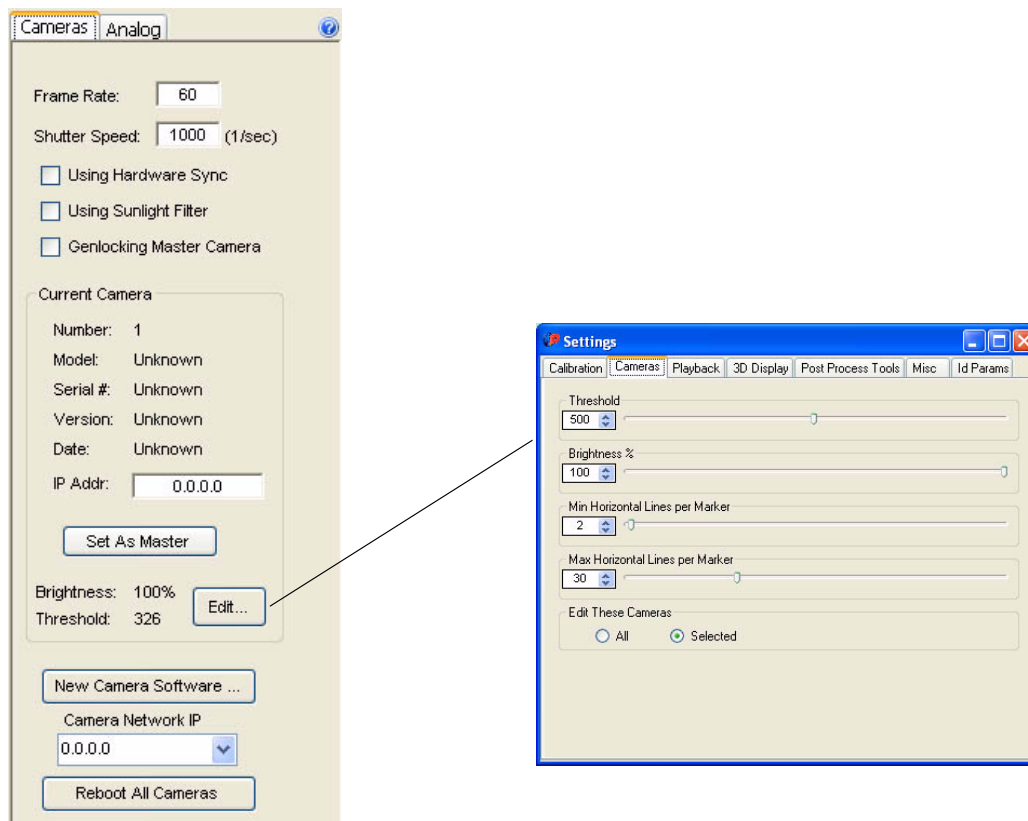 Cameras Analog
Frame Rate: 60
Shutter Speed: 1000 (1/sec)
Using Hardware Sync
Using Sunlight Filter
Genlocking Master Camera
Current Camera
Number: 1
Model: Unknown
Serial #: Unknown
Version: Unknown
Date: Unknown
IP Addr: 0.0.0.0
Set As Master
Brightness: 100%
Threshold: 326
Edit...
New Camera Software ...
Camera Network IP
0.0.0.0
Reboot All Cameras
Settings
Calibration Cameras Playback 3D Display Post Process Tools Misc Id Params
Threshold
500
Brightness %
100
Min Horizontal Lines per Marker
2
Max Horizontal Lines per Marker
30
Edit These Cameras
All Selected